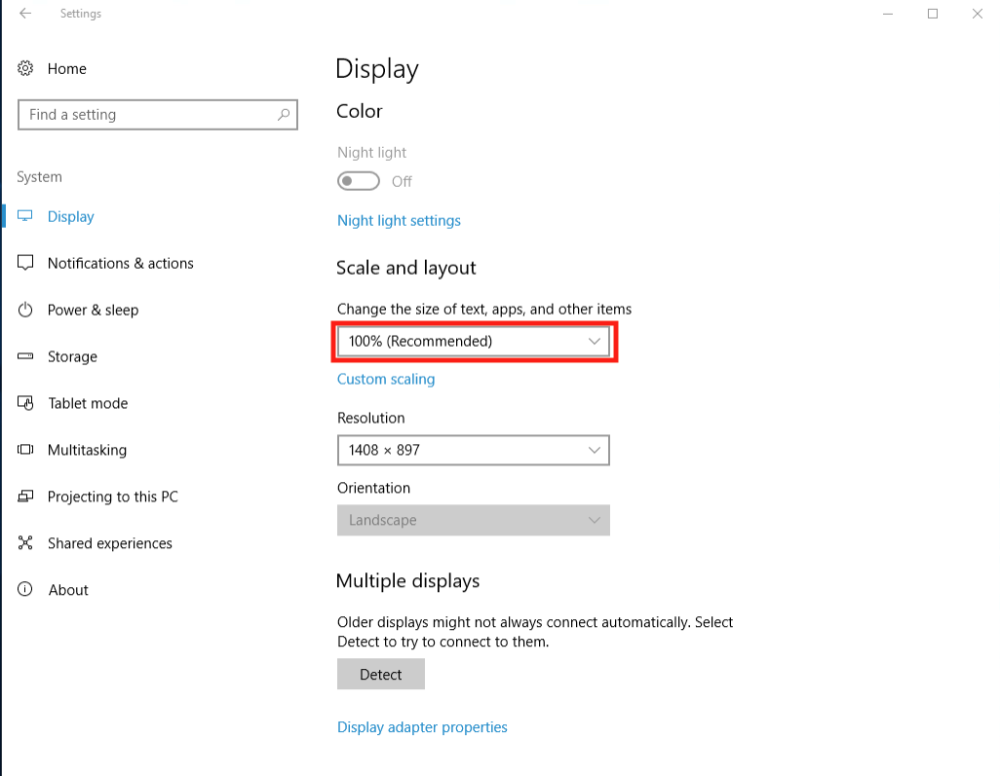 Settings
Home
Find a setting
System
Display
Notifications & actions
Power & sleep
Storage
Tablet mode
Multitasking
Projecting to this PC
Shared experiences
About
Display
Color
Night light
Off
Night light settings
Scale and layout
Change the size of text, apps, and other items
100% (Recommended)
Custom scaling
Resolution
1408 × 897
Orientation
Landscape
Multiple displays
Older displays might not always connect automatically. Select
Detect to try to connect to them.
Detect
Display adapter properties